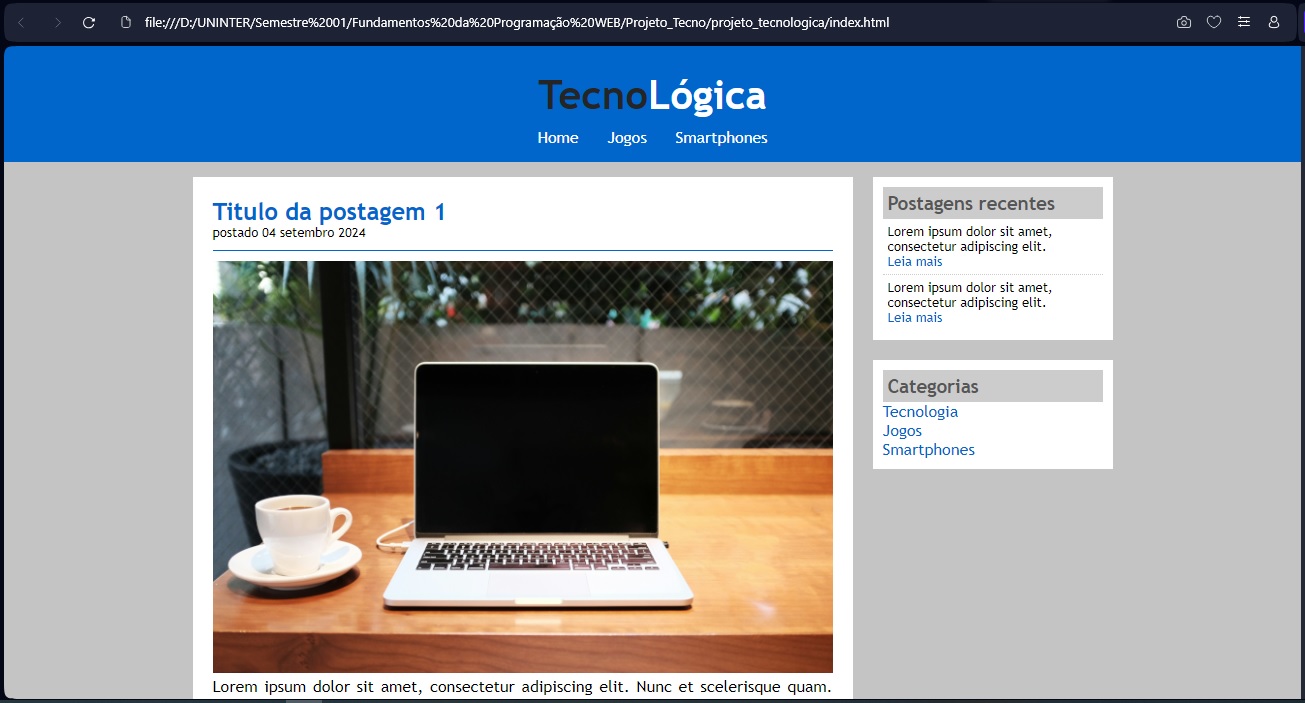 file:///D:/UNINTER/Semestre%2001/Fundamentos%20da%20Programação%20WEB/Projeto_Tecno/projeto_tecnologica/index.html
TecnoLógica
Home Jogos Smartphones
Titulo da postagem 1
postado 04 setembro 2024
Lorem ipsum dolor sit amet, consectetur adipiscing elit. Nunc et scelerisque quam.
Postagens recentes
Lorem ipsum dolor sit amet,
consectetur adipiscing elit.
Leia mais
Lorem ipsum dolor sit amet,
consectetur adipiscing elit.
Leia mais
Categorias
Tecnologia
Jogos
Smartphones